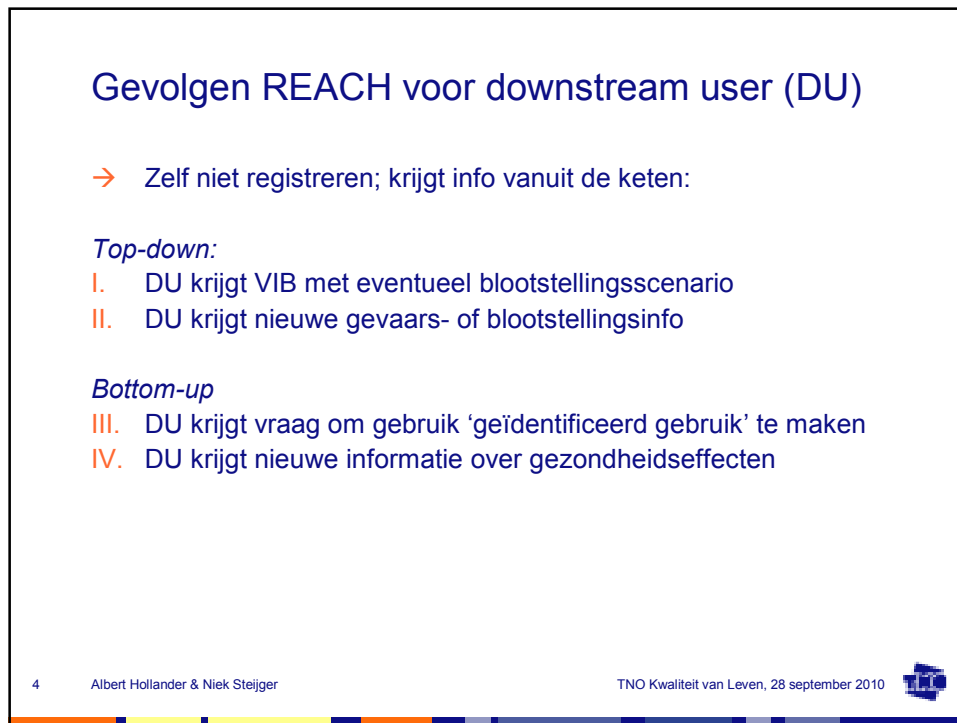 Gevolgen REACH voor downstream user (DU)
→ Zelf niet registreren; krijgt info vanuit de keten:
Top-down:
I. DU krijgt VIB met eventueel blootstellingsscenario
II. DU krijgt nieuwe gevaars- of blootstellingsinfo
Bottom-up
III. DU krijgt vraag om gebruik ‘geïdentificeerd gebruik’ te maken
IV. DU krijgt nieuwe informatie over gezondheidseffecten
4 Albert Hollander & Niek Steijger TNO Kwaliteit van Leven, 28 september 2010